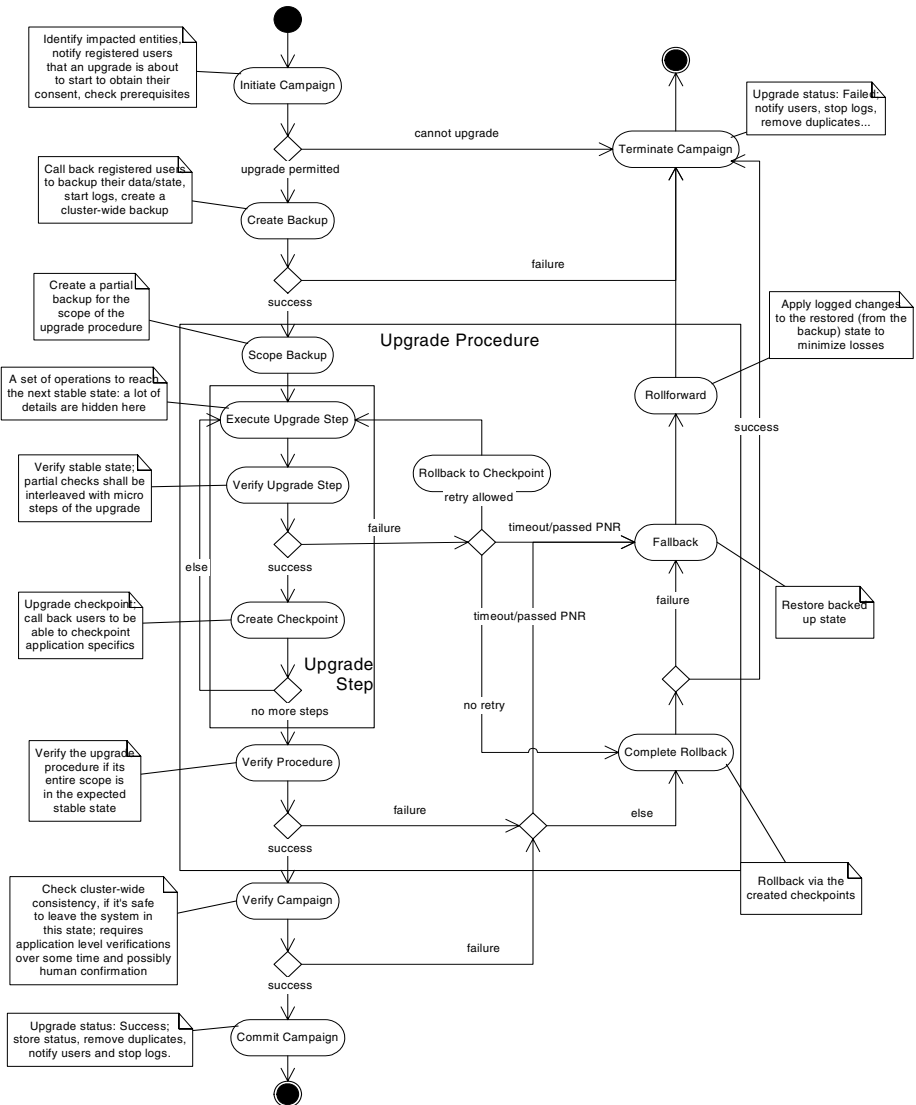 Identify impacted entities,
notify registered users
that an upgrade is about
to start to obtain their
consent, check prerequisites
Initiate Campaign
Upgrade status: Failed;
notify users, stop logs,
remove duplicates...
cannot upgrade
Terminate Campaign
upgrade permitted
Call back registered users
to backup their data/state,
start logs, create a
cluster-wide backup
Create Backup
failure
success
Create a partial
backup for the
scope of the
upgrade procedure
Apply logged changes
to the restored (from the
backup) state to
minimize losses
Upgrade Procedure
Scope Backup
A set of operations to reach
the next stable state: a lot of
details are hidden here
Rollforward
Execute Upgrade Step
success
Verify stable state;
partial checks shall be
interleaved with micro
steps of the upgrade
Rollback to Checkpoint
Verify Upgrade Step
retry allowed
failure
timeout/passed PNR
Fallback
else
success
Upgrade checkpoint;
call back users to be
able to checkpoint
application specifics
Create Checkpoint
failure
Restore backed
up state
timeout/passed PNR
Upgrade
Step
no more steps
no retry
Verify the upgrade
procedure if its
entire scope is
in the expected
stable state
Verify Procedure
Complete Rollback
failure
else
success
Rollback via the
created checkpoints
Check cluster-wide
consistency, if it's safe
to leave the system in
this state; requires
application level verifications
over some time and possibly
human confirmation
Verify Campaign
failure
success
Upgrade status: Success;
store status, remove duplicates,
notify users and stop logs.
Commit Campaign